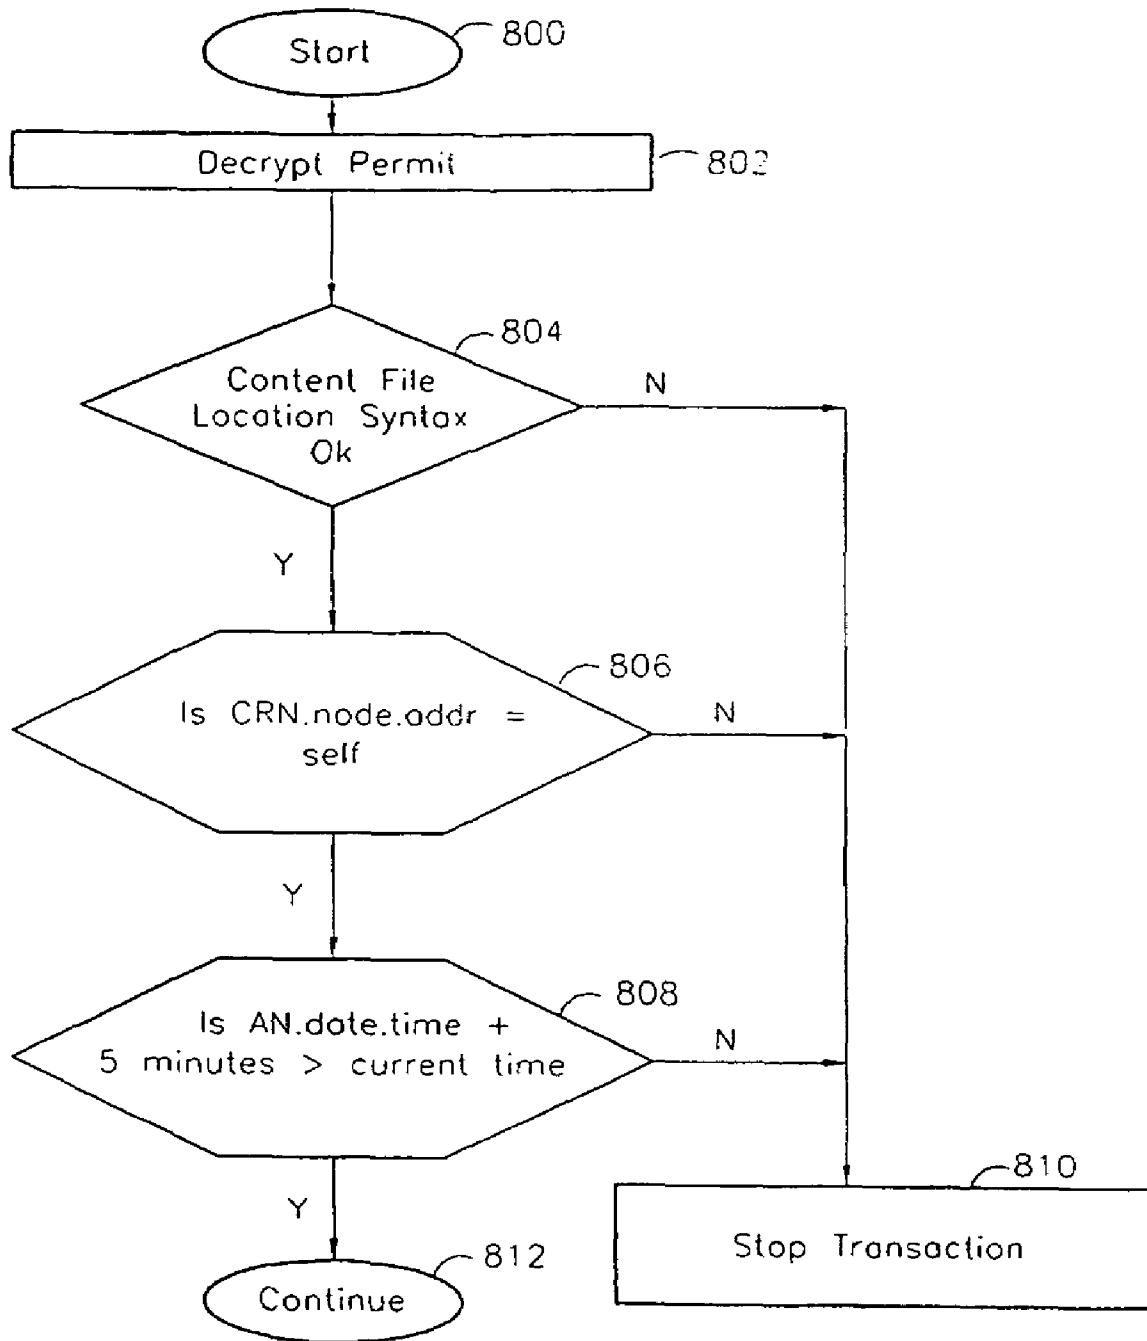 Start
800
Decrypt Permit
802
804
Content File
Location Syntax
Ok
N
Y
806
Is CRN.node.addr =
self
N
Y
808
Is AN.date.time +
5 minutes > current time
N
Y
810
Stop Transaction
812
Continue